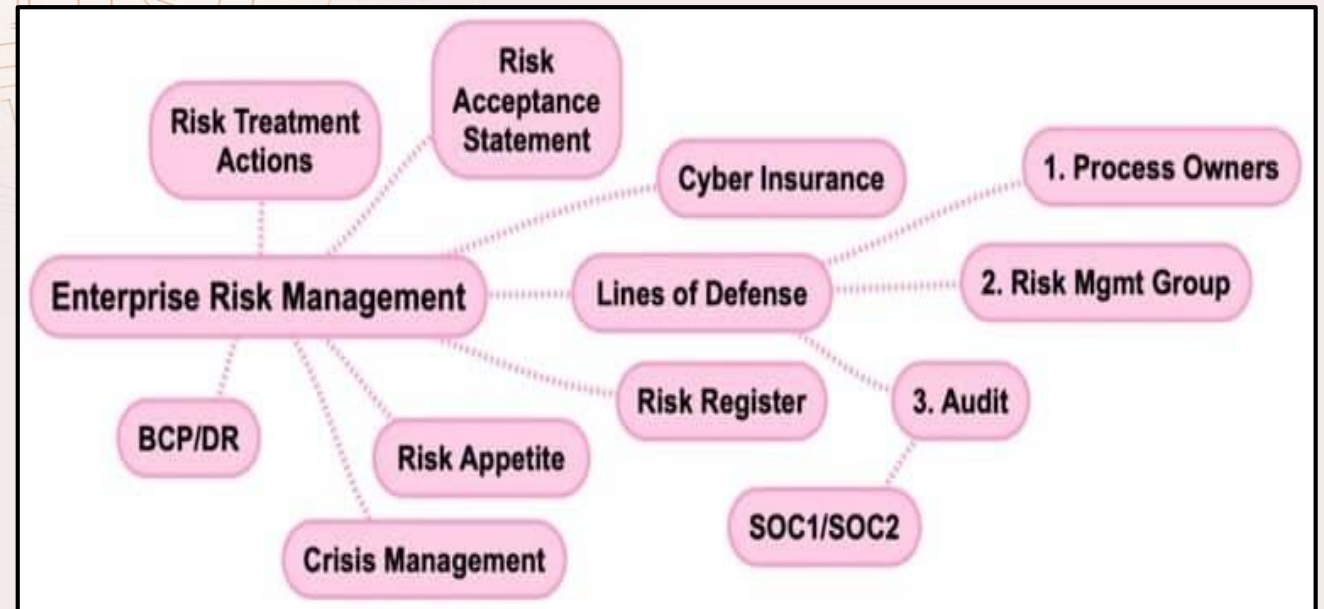 Risk
Acceptance
Statement
Risk Treatment
Actions
Cyber Insurance
1. Process Owners
Enterprise Risk Management
Lines of Defense
2. Risk Mgmt Group
Risk Register
3. Audit
BCP/DR
Risk Appetite
SOC1/SOC2
Crisis Management